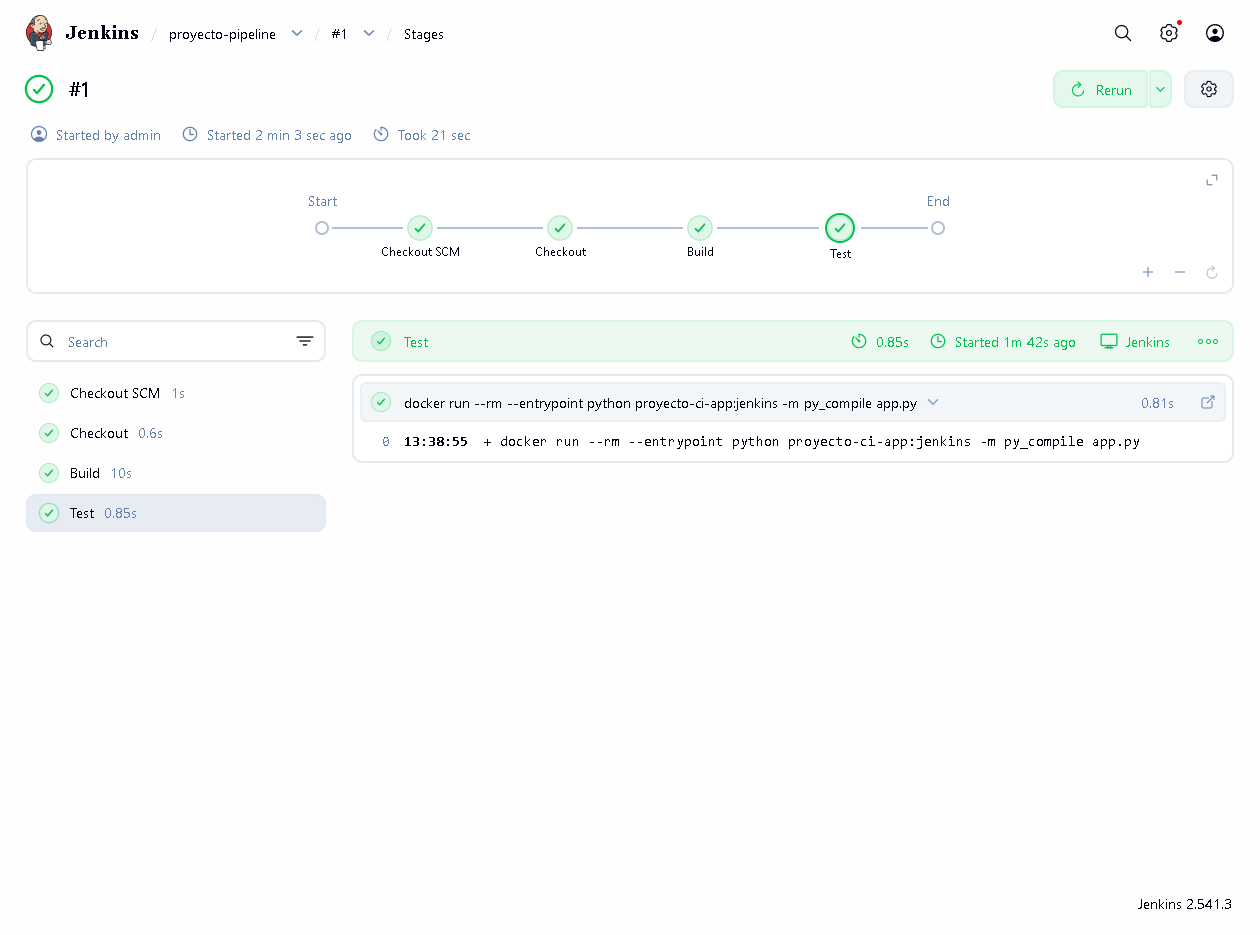 Jenkins / proyecto-pipeline / #1 / Stages
#1
Rerun
Started by admin Started 2 min 3 sec ago Took 21 sec
Start End
Checkout SCM Checkout Build Test
Search
Checkout SCM 1s
Checkout 0.6s
Build 10s
Test 0.85s
Test 0.85s Started 1m 42s ago Jenkins
docker run --rm --entrypoint python proyecto-ci-app:jenkins -m py_compile app.py 0.81s
0 13:38:55 + docker run --rm --entrypoint python proyecto-ci-app:jenkins -m py_compile app.py
Jenkins 2.541.3